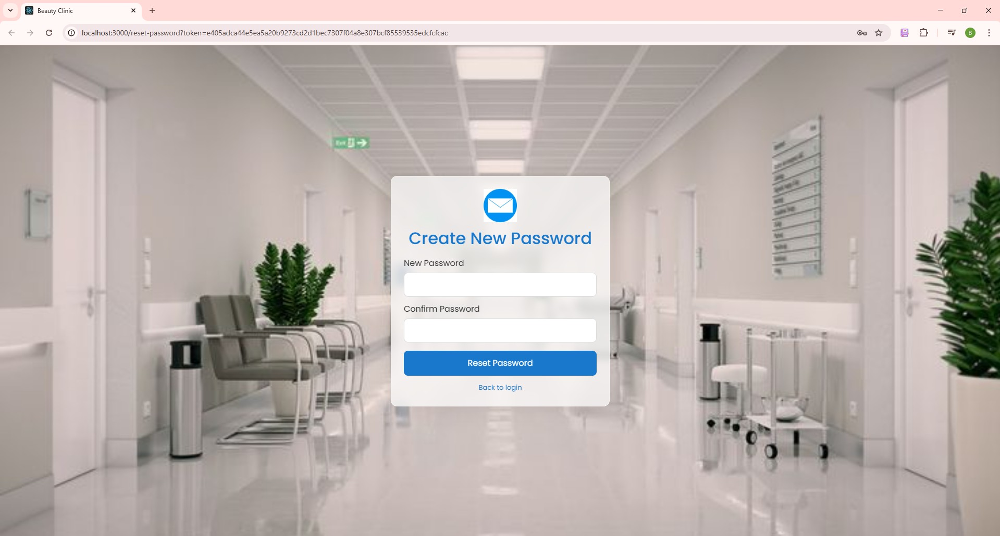 Beauty Clinic
localhost:3000/reset-password?token=e405adca44e5ea5a20b9273cd2d1bec7307f04a8e307bcf85539535edcfcfcac
B
Exit
Create New Password
New Password
Confirm Password
Reset Password
Back to login